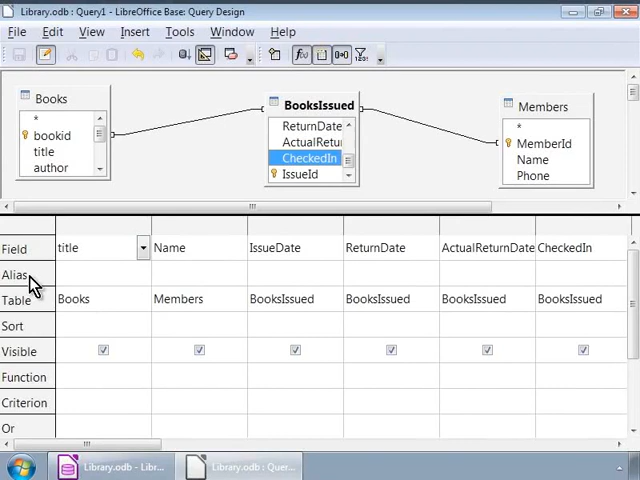 Library.odb : Query1 - LibreOffice Base: Query Design
File Edit View Insert Tools Window Help
Books
*
bookid
title
author
BooksIssued
ReturnDate
ActualRetur
CheckedIn
IssueId
Members
*
MemberId
Name
Phone
Field title Name IssueDate ReturnDate ActualReturnDate CheckedIn
Alias
Table Books Members BooksIssued BooksIssued BooksIssued BooksIssued
Sort
Visible
Function
Criterion
Or
Library.odb - Libr... Library.odb : Query...